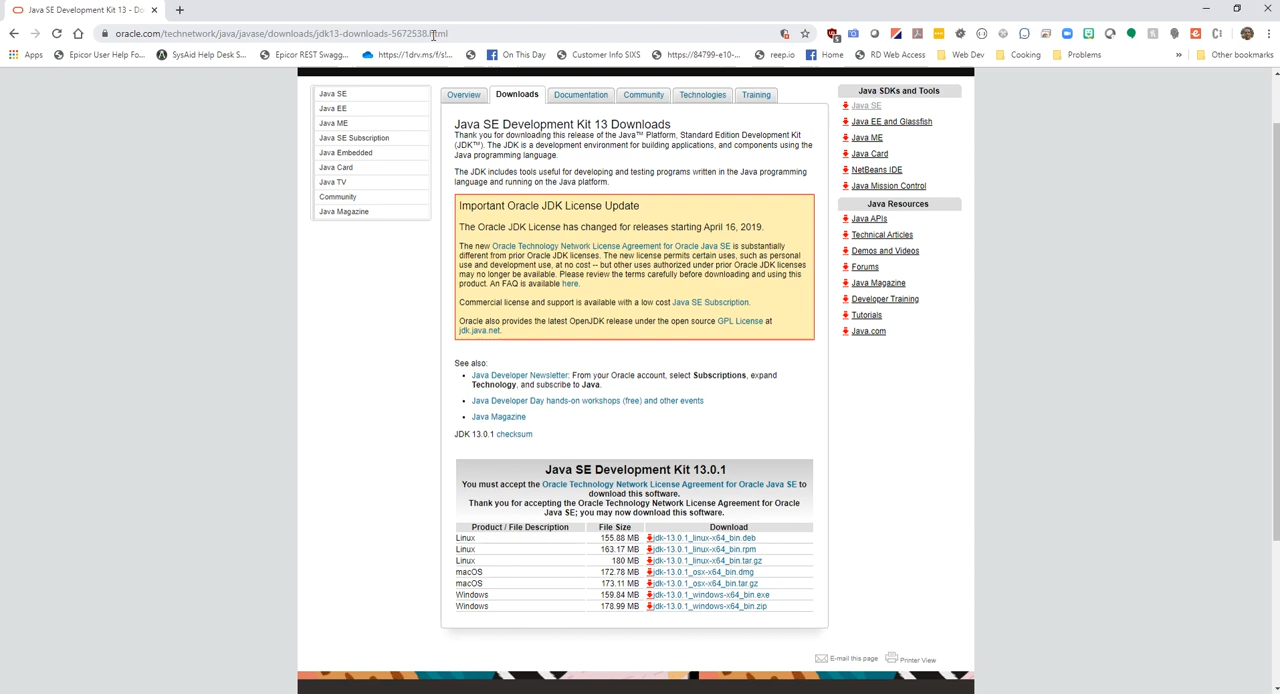 Java SE Development Kit 13 - Do
oracle.com/technetwork/java/javase/downloads/jdk13-downloads-5672538.html
Apps
Epicor User Help Fo...
SysAid Help Desk S...
Epicor REST Swagg...
https://1drv.ms/f/s!...
On This Day
Customer Info SIXS
https://84799-e10-...
reep.io
Home
RD Web Access
Web Dev
Cooking
Problems
»
Other bookmarks
Java SE
Java EE
Java ME
Java SE Subscription
Java Embedded
Java Card
Java TV
Community
Java Magazine
Overview
Downloads
Documentation
Community
Technologies
Training
Java SE Development Kit 13 Downloads
Thank you for downloading this release of the Java™ Platform, Standard Edition Development Kit
(JDK™). The JDK is a development environment for building applications, and components using the
Java programming language.
The JDK includes tools useful for developing and testing programs written in the Java programming
language and running on the Java platform.
Important Oracle JDK License Update
The Oracle JDK License has changed for releases starting April 16, 2019.
The new Oracle Technology Network License Agreement for Oracle Java SE is substantially
different from prior Oracle JDK licenses. The new license permits certain uses, such as personal
use and development use, at no cost -- but other uses authorized under prior Oracle JDK licenses
may no longer be available. Please review the terms carefully before downloading and using this
product. An FAQ is available here.
Commercial license and support is available with a low cost Java SE Subscription.
Oracle also provides the latest OpenJDK release under the open source GPL License at
jdk.java.net.
See also:
• Java Developer Newsletter: From your Oracle account, select Subscriptions, expand
Technology, and subscribe to Java.
• Java Developer Day hands-on workshops (free) and other events
• Java Magazine
JDK 13.0.1 checksum
Java SE Development Kit 13.0.1
You must accept the Oracle Technology Network License Agreement for Oracle Java SE to
download this software.
Thank you for accepting the Oracle Technology Network License Agreement for Oracle
Java SE; you may now download this software.
Product / File Description File Size Download
Linux 155.88 MB jdk-13.0.1_linux-x64_bin.deb
Linux 163.17 MB jdk-13.0.1_linux-x64_bin.rpm
Linux 180 MB jdk-13.0.1_linux-x64_bin.tar.gz
macOS 172.78 MB jdk-13.0.1_osx-x64_bin.dmg
macOS 173.11 MB jdk-13.0.1_osx-x64_bin.tar.gz
Windows 159.84 MB jdk-13.0.1_windows-x64_bin.exe
Windows 178.99 MB jdk-13.0.1_windows-x64_bin.zip
E-mail this page
Printer View
Java SDKs and Tools
Java SE
Java EE and Glassfish
Java ME
Java Card
NetBeans IDE
Java Mission Control
Java Resources
Java APIs
Technical Articles
Demos and Videos
Forums
Java Magazine
Developer Training
Tutorials
Java.com